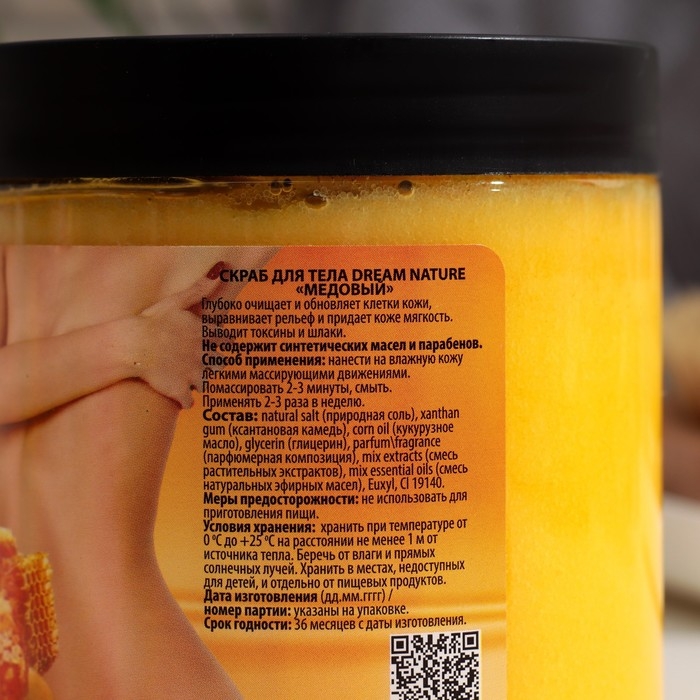 СКРАБ ДЛЯ ТЕЛА DREAM NATURE
«МЕДОВЫЙ»
Глубоко очищает и обновляет клетки кожи,
выравнивает рельеф и придает коже мягкость.
Выводит токсины и шлаки.
Не содержит синтетических масел и парабенов.
Способ применения: нанести на влажную кожу
легкими массирующими движениями.
Помассировать 2-3 минуты, смыть.
Применять 2-3 раза в неделю.
Состав: natural salt (природная соль), xanthan
gum (ксантановая камедь), corn oil (кукурузное
масло), glycerin (глицерин), parfum\fragrance
(парфюмерная композиция), mix extracts (смесь
растительных экстрактов), mix essential oils (смесь
натуральных эфирных масел), Euxyl, CI 19140.
Меры предосторожности: не использовать для
приготовления пищи.
Условия хранения: хранить при температуре от
0 °C до +25 °C на расстоянии не менее 1 м от
источника тепла. Беречь от влаги и прямых
солнечных лучей. Хранить в местах, недоступных
для детей, и отдельно от пищевых продуктов.
Дата изготовления (дд.мм.гггг) /
номер партии: указаны на упаковке.
Срок годности: 36 месяцев с даты изготовления.